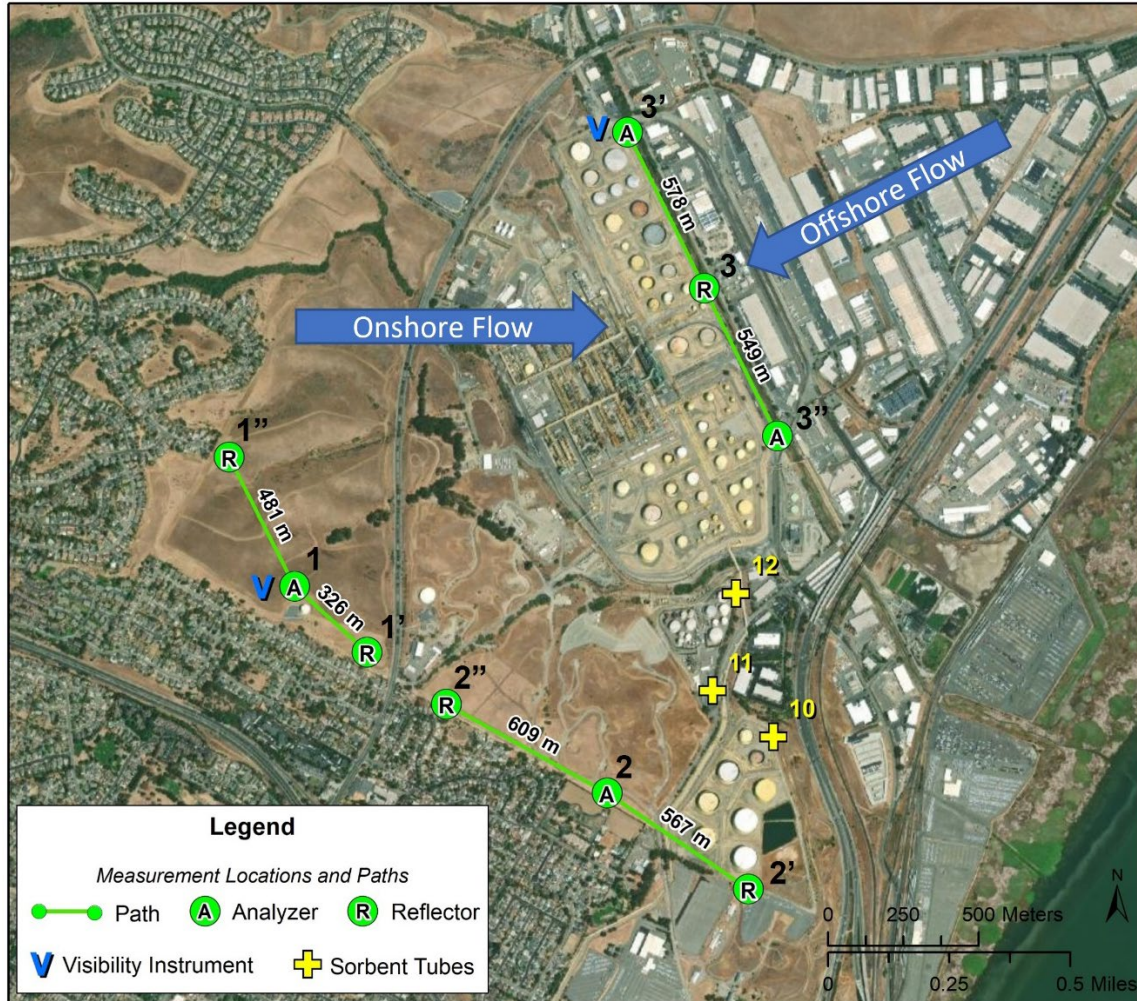 3’
V
A
578 m
Offshore Flow
3
R
Onshore Flow
549 m
3”
A
1”
R
481 m
12
1
V A
326 m
1’
R
11
2”
R
10
609 m
2
A
567 m
2’
R
Legend
Measurement Locations and Paths
Path A Analyzer R Reflector
V Visibility Instrument Sorbent Tubes
N
0 250 500 Meters
0 0.25 0.5 Miles